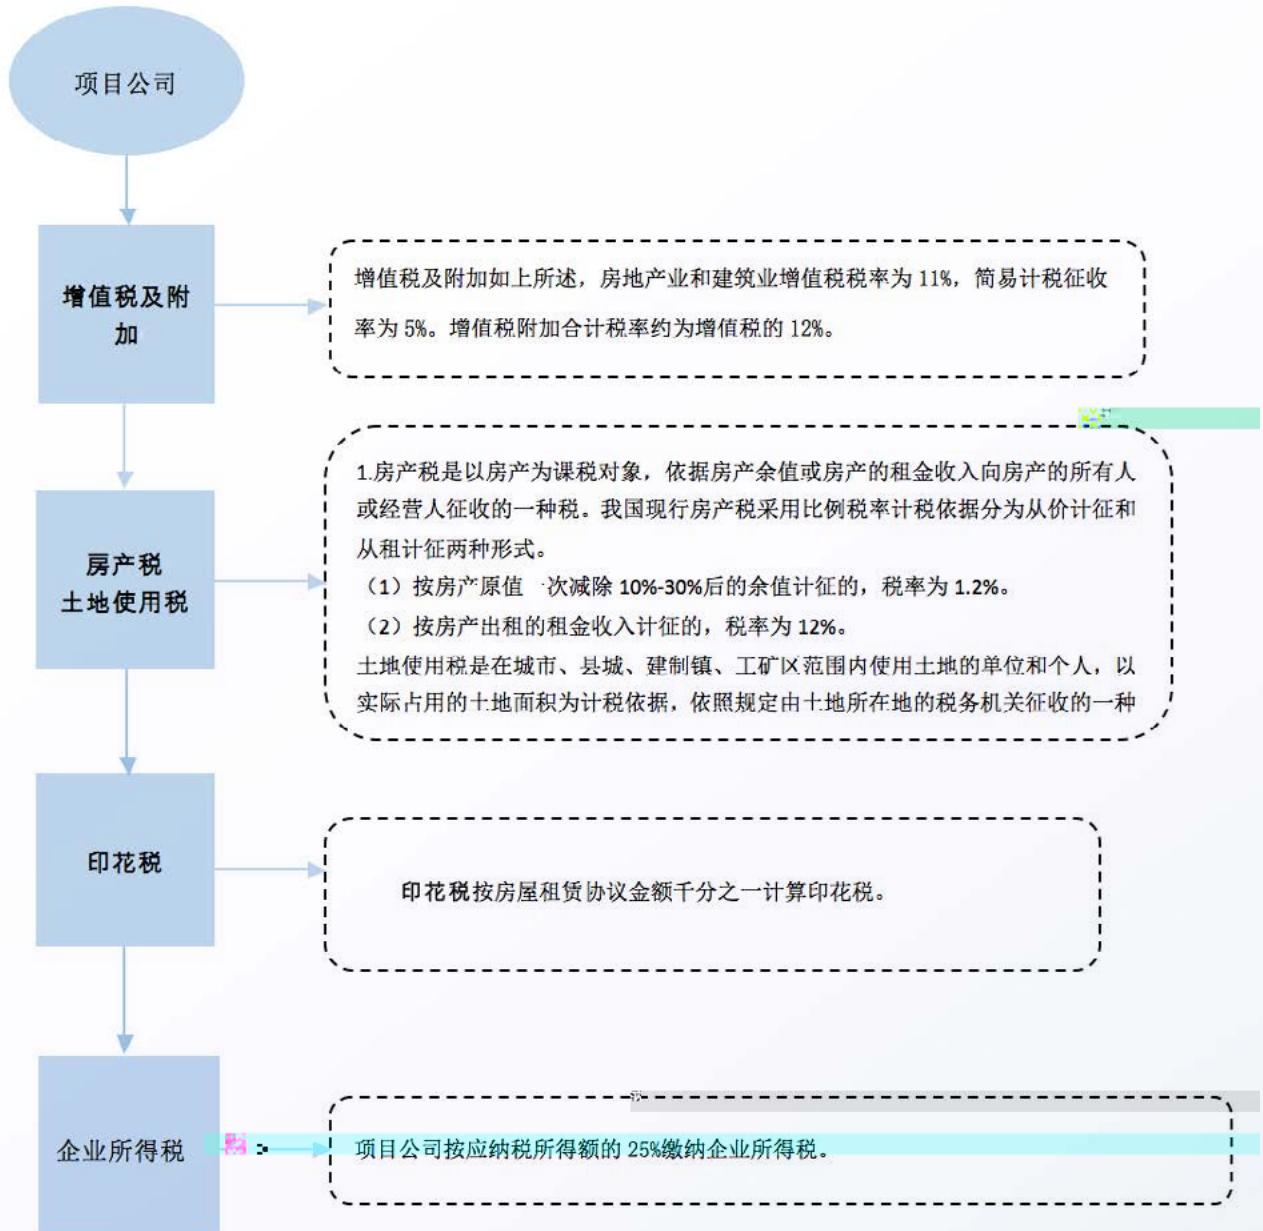 项目公司
增值税及附
加
增值税及附加如上所述，房地产业和建筑业增值税税率为 11%，简易计税征收
率为 5%。增值税附加合计税率约为增值税的 12%。
房产税
土地使用税
1.房产税是以房产为课税对象，依据房产余值或房产的租金收入向房产的所有人
或经营人征收的一种税。我国现行房产税采用比例税率计税依据分为从价计征和
从租计征两种形式。
（1）按房产原值一次减除 10%-30%后的余值计征的，税率为 1.2%。
（2）按房产出租的租金收入计征的，税率为 12%。
土地使用税是在城市、县城、建制镇、工矿区范围内使用土地的单位和个人，以
实际占用的土地面积为计税依据，依照规定由土地所在地的税务机关征收的一种
印花税
印花税按房屋租赁协议金额千分之一计算印花税。
企业所得税
项目公司按应纳税所得额的 25%缴纳企业所得税。